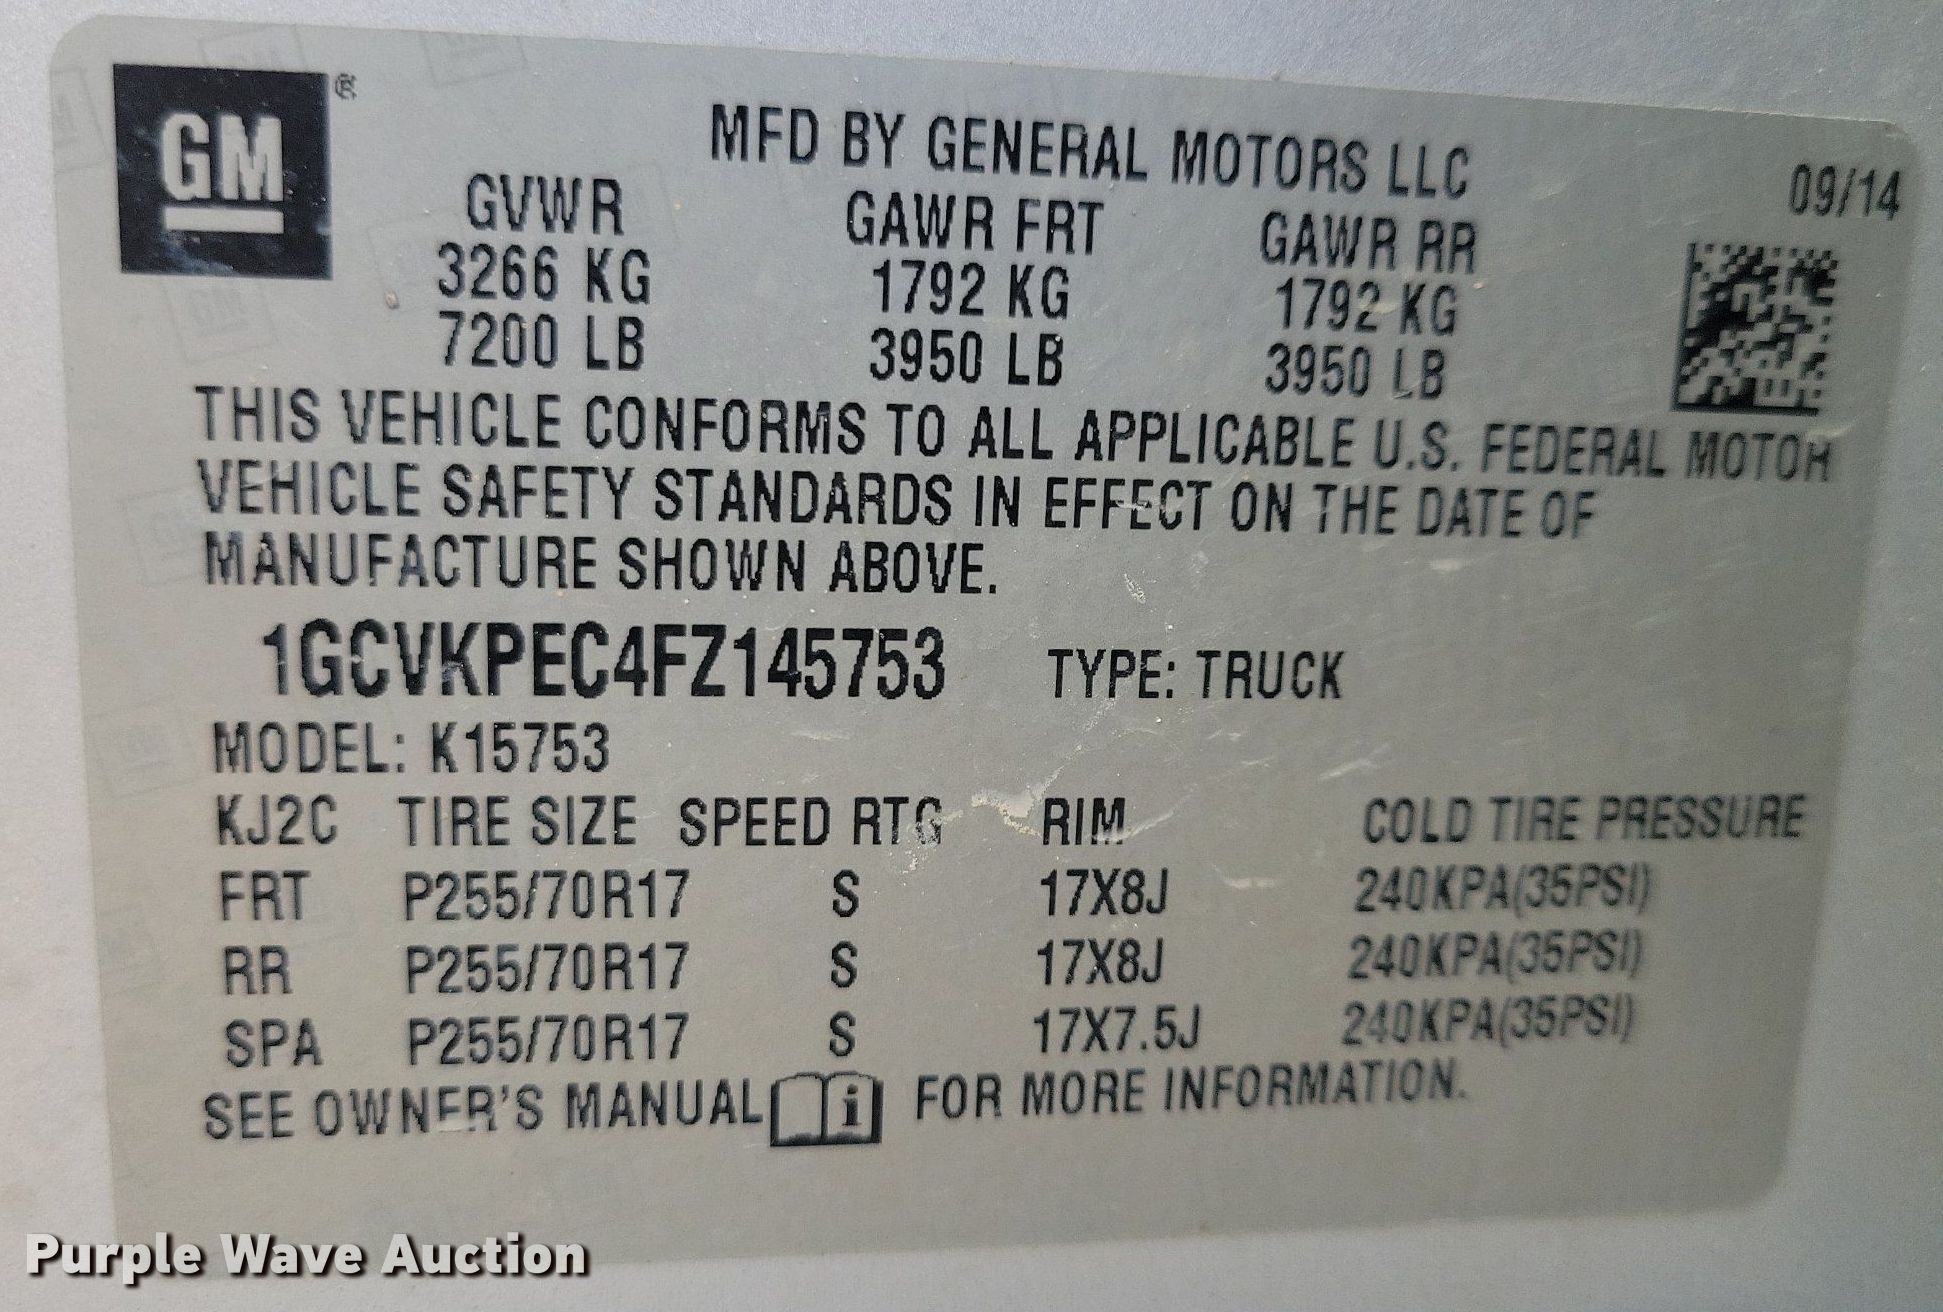 GM ®
MFD BY GENERAL MOTORS LLC
09/14
GVWR GAWR FRT GAWR RR
3266 KG 1792 KG 1792 KG
7200 LB 3950 LB 3950 LB
THIS VEHICLE CONFORMS TO ALL APPLICABLE U.S. FEDERAL MOTOR
VEHICLE SAFETY STANDARDS IN EFFECT ON THE DATE OF
MANUFACTURE SHOWN ABOVE.
1GCVKPEC4FZ145753 TYPE: TRUCK
MODEL: K15753
KJ2C TIRE SIZE SPEED RTG RIM COLD TIRE PRESSURE
FRT P255/70R17 S 17X8J 240KPA(35PSI)
RR P255/70R17 S 17X8J 240KPA(35PSI)
SPA P255/70R17 S 17X7.5J 240KPA(35PSI)
SEE OWNER'S MANUAL i FOR MORE INFORMATION.
Purple Wave Auction